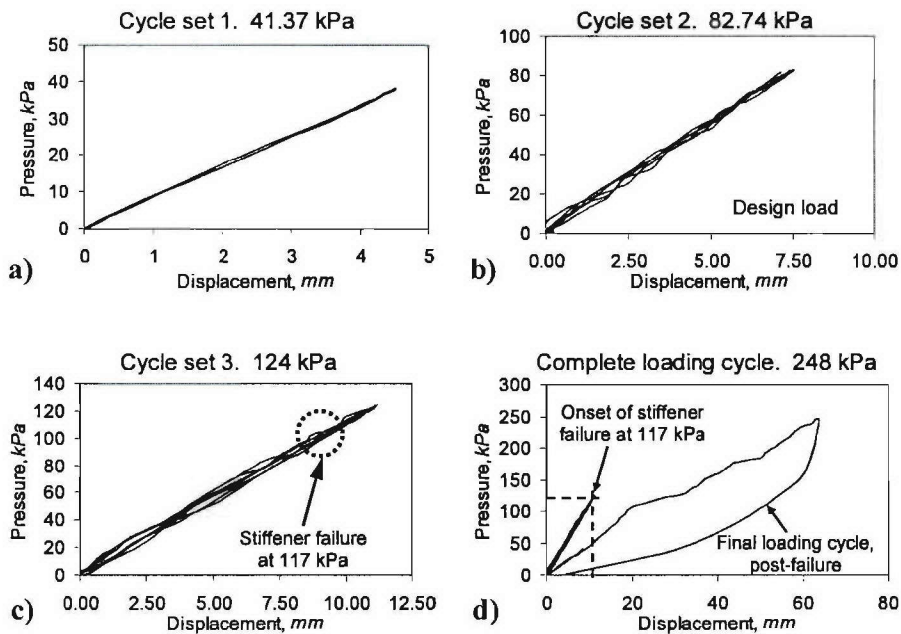 Cycle set 1. 41.37 kPa
50
40
30
20
10
0
Pressure, kPa
0 1 2 3 4 5
Displacement, mm
a)
Cycle set 2. 82.74 kPa
100
80
60
40
20
0
Pressure, kPa
Design load
0.00 2.50 5.00 7.50 10.00
Displacement, mm
b)
Cycle set 3. 124 kPa
140
120
100
80
60
40
20
0
Pressure, kPa
Stiffener failure
at 117 kPa
0.00 2.50 5.00 7.50 10.00 12.50
Displacement, mm
c)
Complete loading cycle. 248 kPa
300
250
200
150
100
50
0
Pressure, kPa
Onset of stiffener
failure at 117 kPa
Final loading cycle,
post-failure
0 20 40 60 80
Displacement, mm
d)